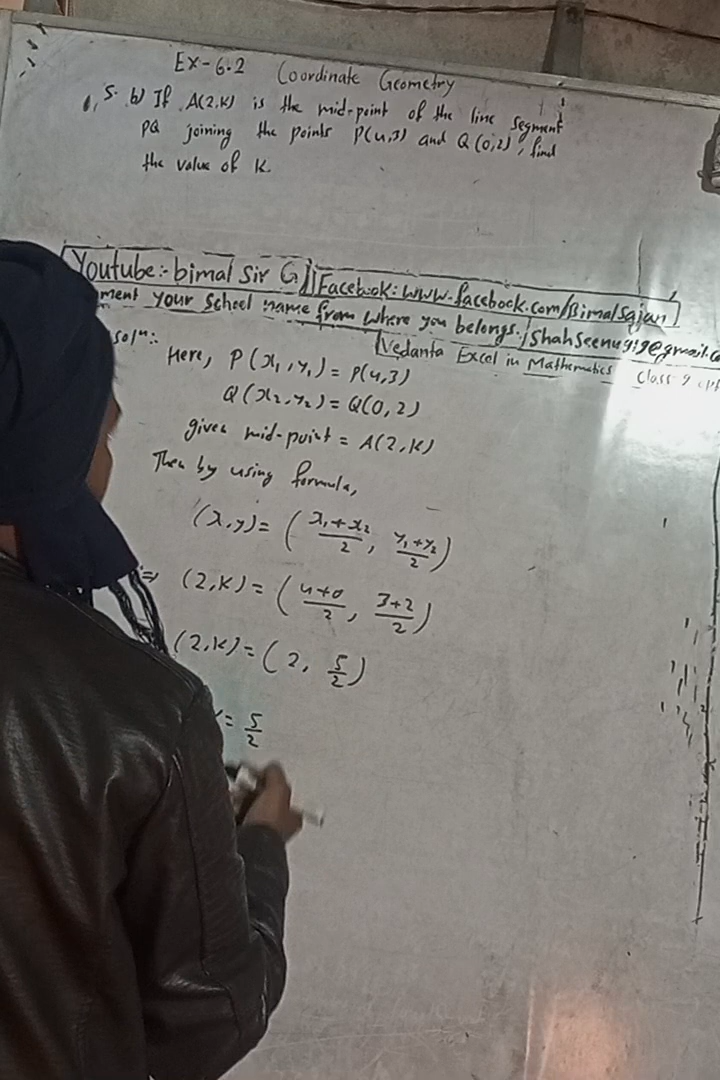 Ex-6.2 Coordinate Geometry
5. b) If A(2,K) is the mid-point of the line segment
PQ joining the points P(4,3) and Q(0,2), find
the value of K.
Youtube:- bimal Sir G || Facebook: www.facebook.com/Bimalsajan
ment your School name from where you belongs. / Shahseenu919@gmail.co
Vedanta Excel in Mathematics Class 9
solⁿ:-
Here, P(x₁,y₁) = P(4,3)
Q(x₂,y₂) = Q(0,2)
given mid-point = A(2,K)
Then by using formula,
(x,y) = (x₁+x₂/2, y₁+y₂/2)
=> (2,K) = (4+0/2, 3+2/2)
(2,K) = (2, 5/2)
= 5/2